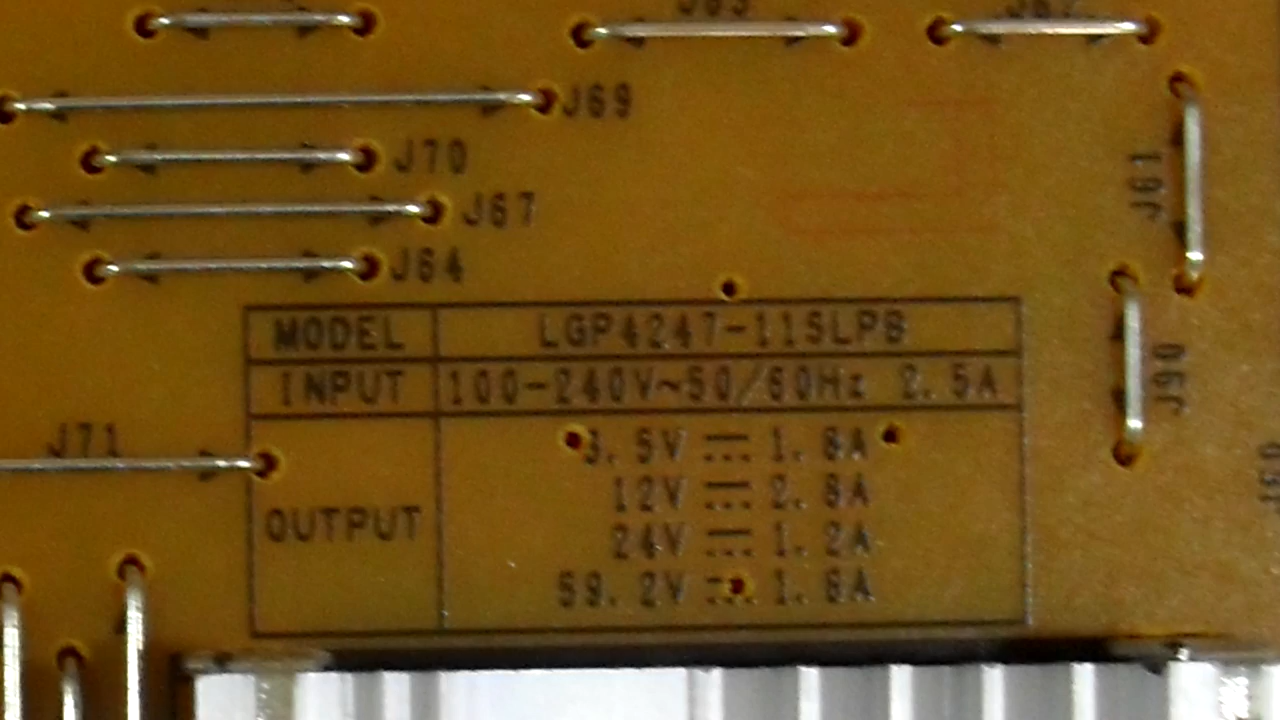 J69
J70
J67
J64
J61
J90
J71
MODEL LGP4247-11SLPB
INPUT 100-240V~50/60Hz 2.5A
OUTPUT
3.5V ⎓ 1.8A
12V ⎓ 2.8A
24V ⎓ 1.2A
59.2V ⎓ 1.8A